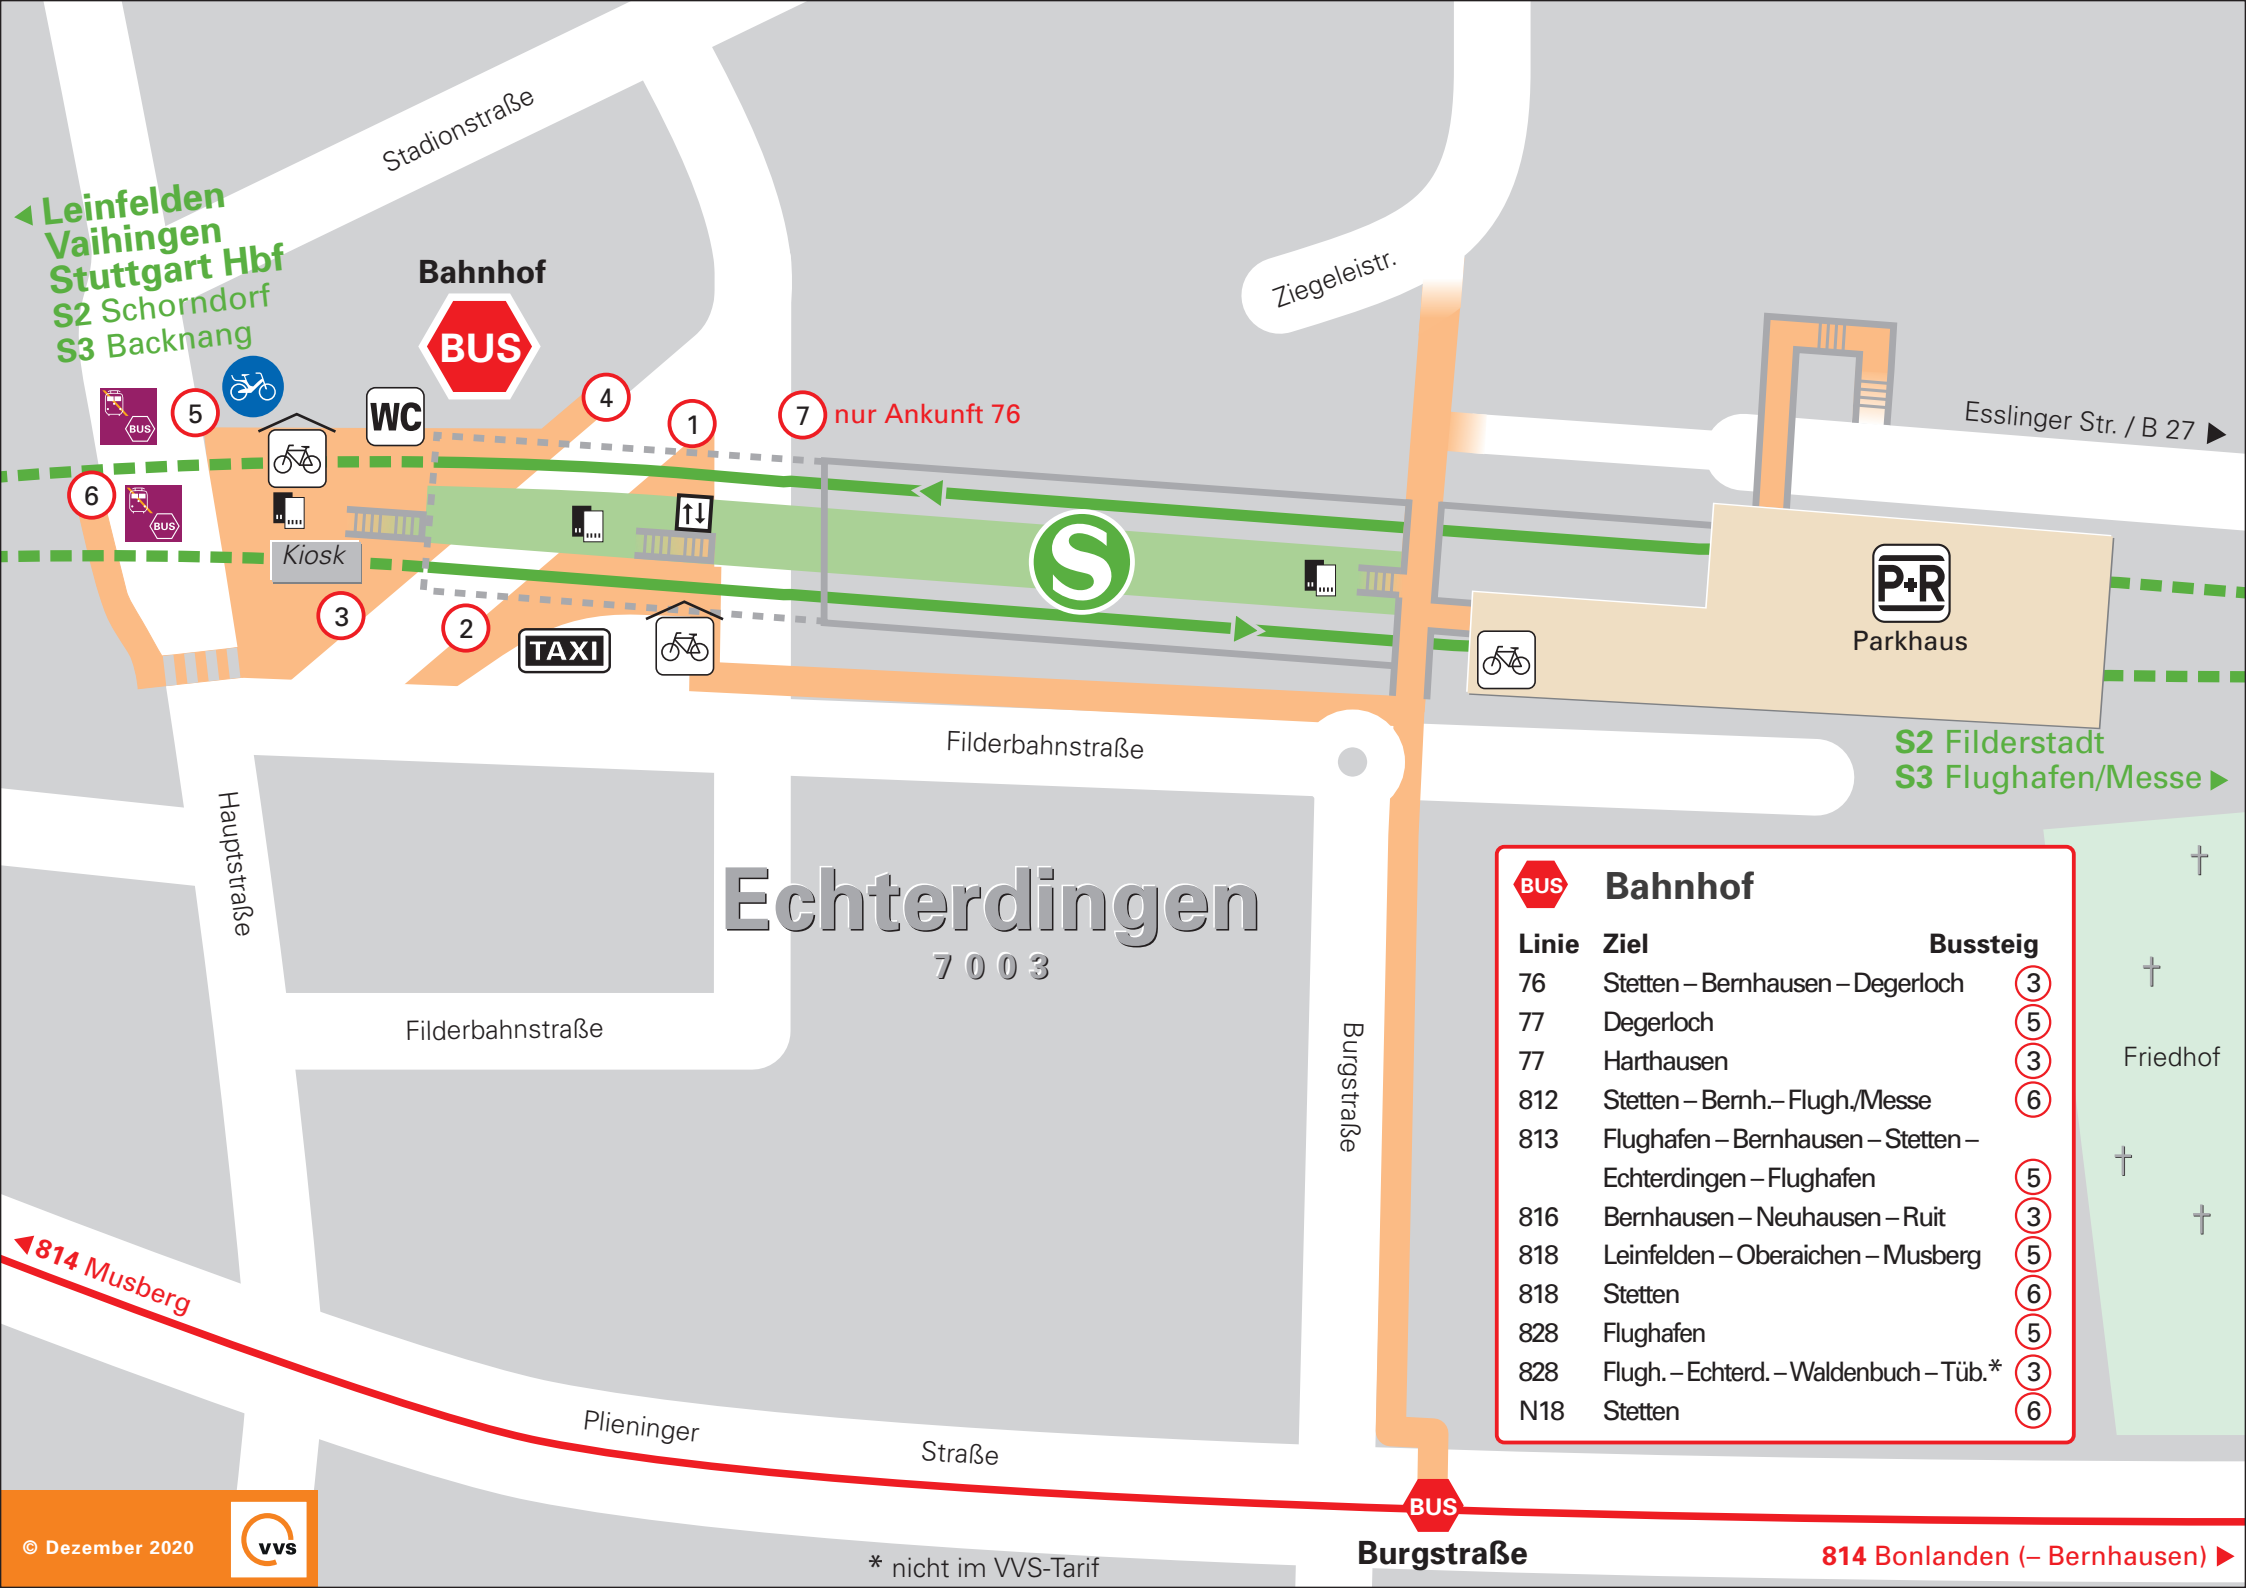 Stadionstraße
Leinfelden
Vaihingen
Stuttgart Hbf
S2 Schorndorf
S3 Backnang
Bahnhof
BUS
Ziegeleistr.
Esslinger Str. / B 27
BUS
5
WC
4
1
7 nur Ankunft 76
6
BUS
Kiosk
3
2
TAXI
S
P+R
Parkhaus
S2 Filderstadt
S3 Flughafen/Messe
Filderbahnstraße
Hauptstraße
Echterdingen
7003
Filderbahnstraße
Burgstraße
Friedhof
BUS Bahnhof
Linie Ziel Bussteig
76 Stetten – Bernhausen – Degerloch 3
77 Degerloch 5
77 Harthausen 3
812 Stetten – Bernh. – Flugh./Messe 6
813 Flughafen – Bernhausen – Stetten –
Echterdingen – Flughafen 5
816 Bernhausen – Neuhausen – Ruit 3
818 Leinfelden – Oberaichen – Musberg 5
818 Stetten 6
828 Flughafen 5
828 Flugh. – Echterd. – Waldenbuch – Tüb.* 3
N18 Stetten 6
814 Musberg
Plieninger Straße
BUS
Burgstraße
814 Bonlanden (– Bernhausen)
* nicht im VVS-Tarif
© Dezember 2020
vvs